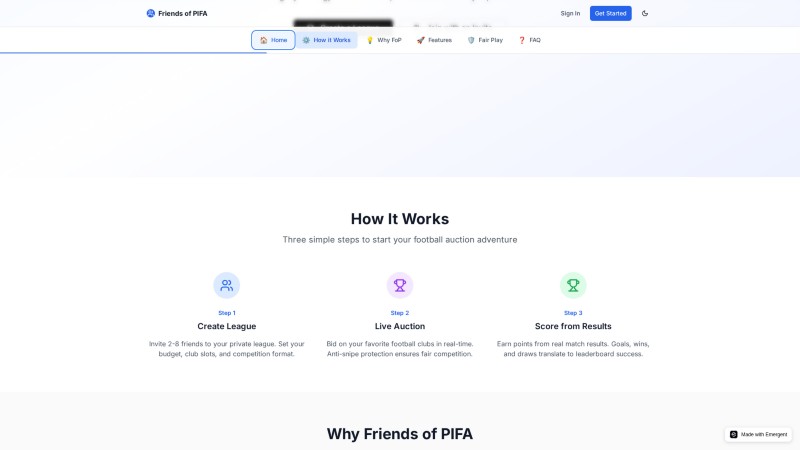 Friends of PIFA
Sign In
Get Started
🏠 Home
⚙️ How it Works
💡 Why FoP
🚀 Features
🛡️ Fair Play
❓ FAQ
How It Works
Three simple steps to start your football auction adventure
Step 1
Create League
Invite 2-8 friends to your private league. Set your
budget, club slots, and competition format.
Step 2
Live Auction
Bid on your favorite football clubs in real-time.
Anti-snipe protection ensures fair competition.
Step 3
Score from Results
Earn points from real match results. Goals, wins,
and draws translate to leaderboard success.
Why Friends of PIFA
Made with Emergent